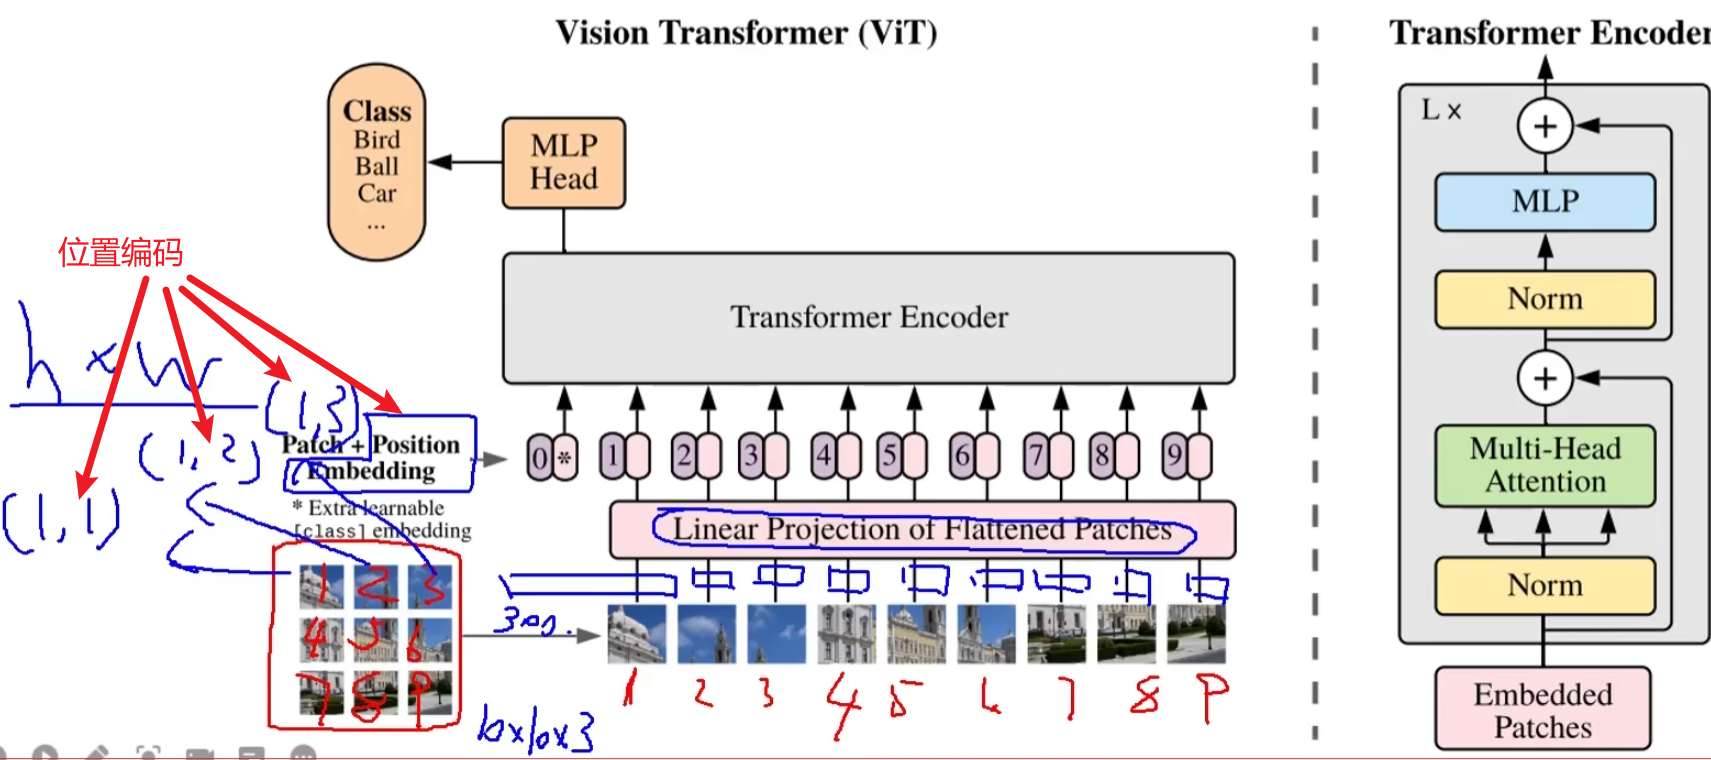 Vision Transformer (ViT)
Transformer Encoder
Class
Bird
Ball
Car
...
MLP
Head
L ×
+
MLP
Norm
+
Multi-Head
Attention
Norm
Embedded
Patches
位置编码
h × w
(1,3)
(1,2)
(1,1)
Transformer Encoder
Patch + Position
Embedding
* Extra learnable
[class] embedding
0 * 1 2 3 4 5 6 7 8 9
Linear Projection of Flattened Patches
300.
1 2 3
4 5 6
7 8 9
1 2 3 4 5 6 7 8 9
10×10×3